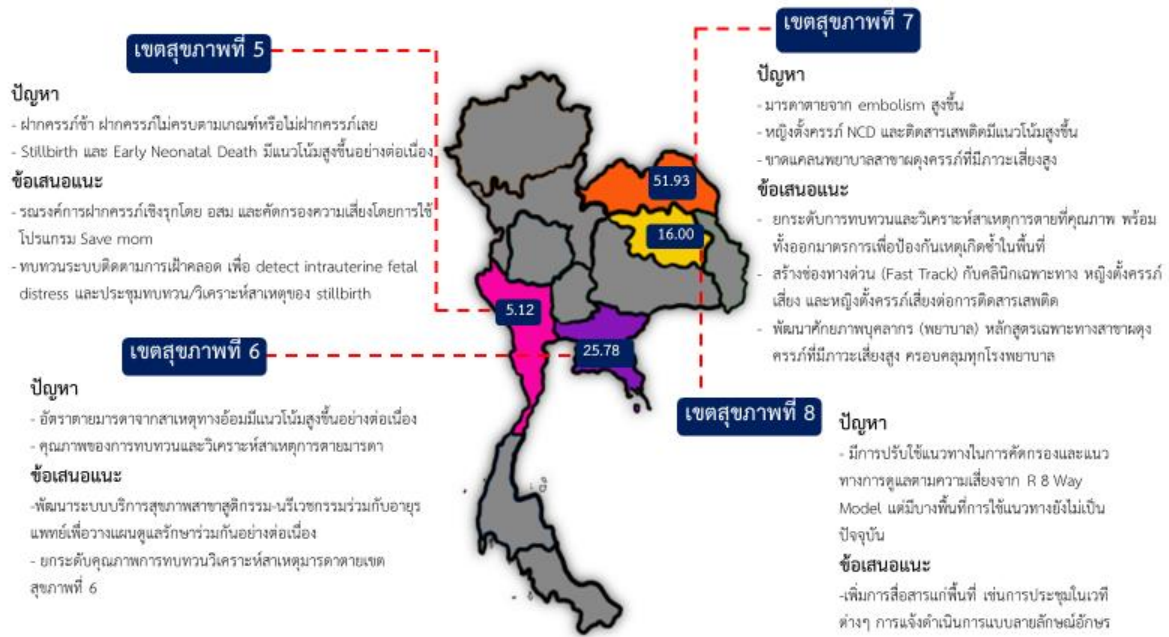 เขตสุขภาพที่ 5
ปัญหา
- ฝากครรภ์ช้า ฝากครรภ์ไม่ครบตามเกณฑ์หรือไม่ฝากครรภ์เลย
- Stillbirth และ Early Neonatal Death มีแนวโน้มสูงขึ้นอย่างต่อเนื่อง
ข้อเสนอแนะ
- รณรงค์การฝากครรภ์เชิงรุกโดย อสม และคัดกรองความเสี่ยงโดยการใช้
โปรแกรม Save mom
- ทบทวนระบบติดตามการเฝ้าคลอด เพื่อ detect intrauterine fetal
distress และประชุมทบทวน/วิเคราะห์สาเหตุของ stillbirth
เขตสุขภาพที่ 6
ปัญหา
- อัตราตายมารดาจากสาเหตุทางอ้อมมีแนวโน้มสูงขึ้นอย่างต่อเนื่อง
- คุณภาพของการทบทวนและวิเคราะห์สาเหตุการตายมารดา
ข้อเสนอแนะ
-พัฒนาระบบบริการสุขภาพสาขาสูติกรรม-นรีเวชกรรมร่วมกับอายุร
แพทย์เพื่อวางแผนดูแลรักษาร่วมกันอย่างต่อเนื่อง
- ยกระดับคุณภาพการทบทวนวิเคราะห์สาเหตุมารดาตายเขต
สุขภาพที่ 6
51.93
16.00
5.12
25.78
เขตสุขภาพที่ 7
ปัญหา
- มารดาตายจาก embolism สูงขึ้น
- หญิงตั้งครรภ์ NCD และติดสารเสพติดมีแนวโน้มสูงขึ้น
- ขาดแคลนพยาบาลสาขาผดุงครรภ์ที่มีภาวะเสี่ยงสูง
ข้อเสนอแนะ
- ยกระดับการทบทวนและวิเคราะห์สาเหตุการตายที่คุณภาพ พร้อม
ทั้งออกมาตรการเพื่อป้องกันเหตุเกิดซ้ำในพื้นที่
- สร้างช่องทางด่วน (Fast Track) กับคลินิกเฉพาะทาง หญิงตั้งครรภ์
เสี่ยง และหญิงตั้งครรภ์เสี่ยงต่อการติดสารเสพติด
- พัฒนาศักยภาพบุคลากร (พยาบาล) หลักสูตรเฉพาะทางสาขาผดุง
ครรภ์ที่มีภาวะเสี่ยงสูง ครอบคลุมทุกโรงพยาบาล
เขตสุขภาพที่ 8
ปัญหา
- มีการปรับใช้แนวทางในการคัดกรองและแนว
ทางการดูแลตามความเสี่ยงจาก R 8 Way
Model แต่มีบางพื้นที่การใช้แนวทางยังไม่เป็น
ปัจจุบัน
ข้อเสนอแนะ
-เพิ่มการสื่อสารแก่พื้นที่ เช่นการประชุมในเวที
ต่างๆ การแจ้งดำเนินการแบบลายลักษณ์อักษร